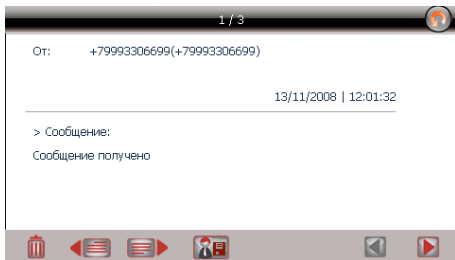 1 / 3
От: +79993306699(+79993306699)
13/11/2008 | 12:01:32
> Сообщение:
Сообщение получено